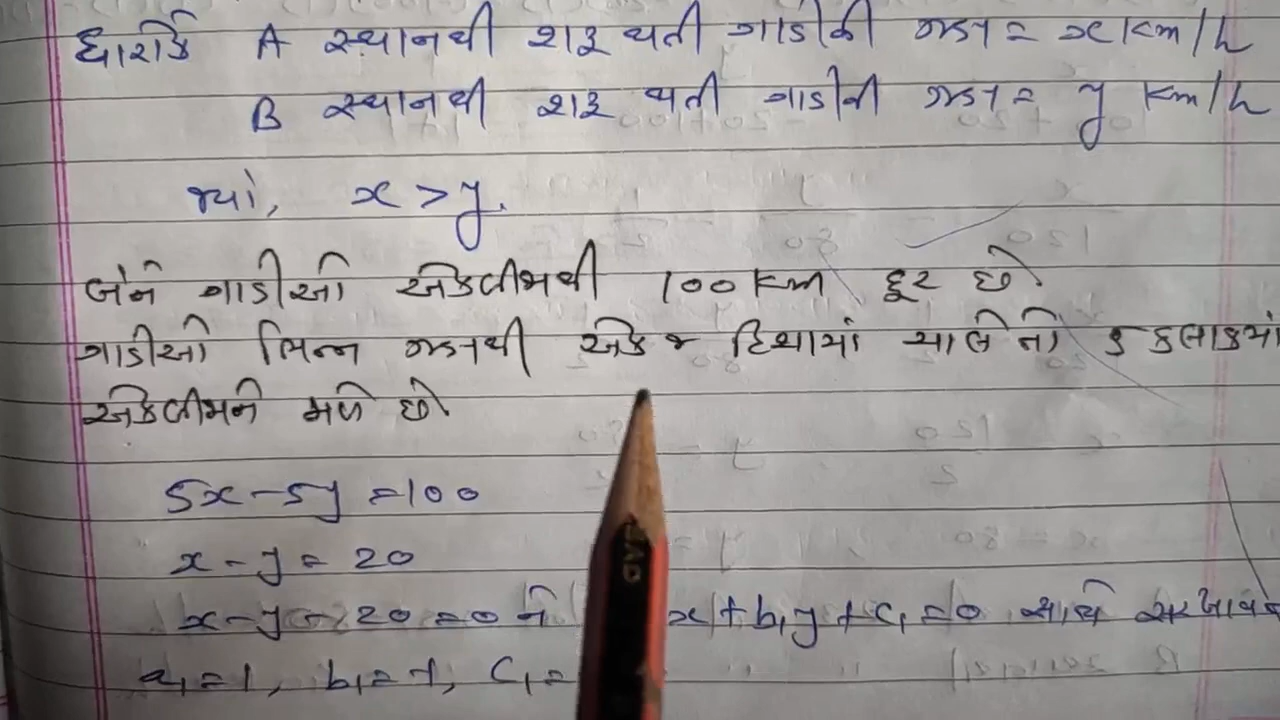 ધારોકે A સ્થાનથી શરૂ થતી ગાડીની ઝડપ = x km/h
B સ્થાનથી શરૂ થતી ગાડીની ઝડપ = y km/h
જ્યાં, x > y.
બંને ગાડીઓ એકબીજાથી 100 km દૂર છે.
ગાડીઓ ભિન્ન ઝડપથી એક જ દિશામાં ચાલે તો 5 કલાકમાં
એકબીજાને મળે છે.
5x - 5y = 100
x - y = 20
x - y - 20 = 0 ને x + b₁y + c₁ = 0 સાથે સરખાવતા
a₁ = 1, b₁ = -1, c₁ =
JAD